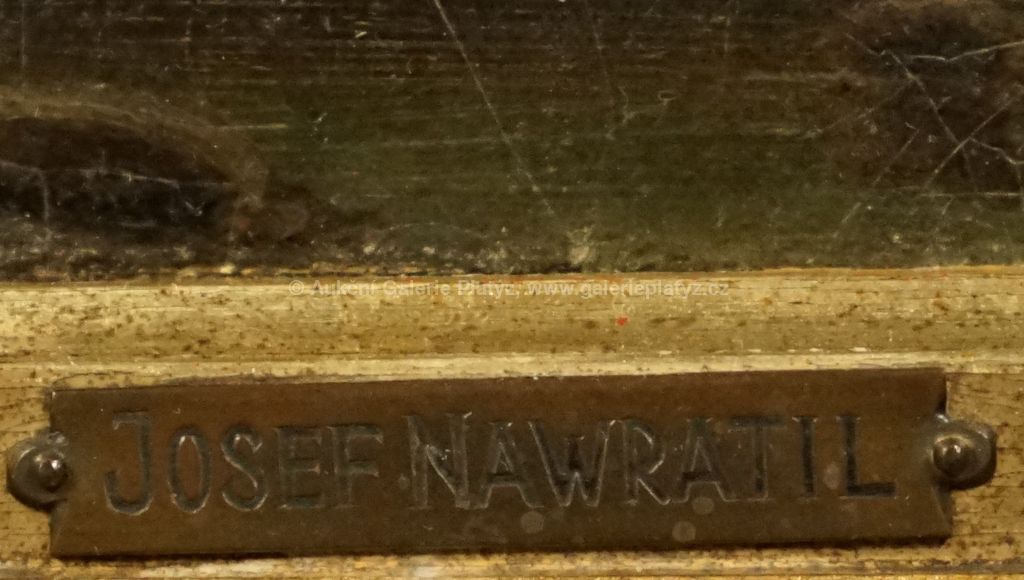 © Aukční Galerie Platýz, www.galerieplatyz.cz
JOSEF NAWRATIL